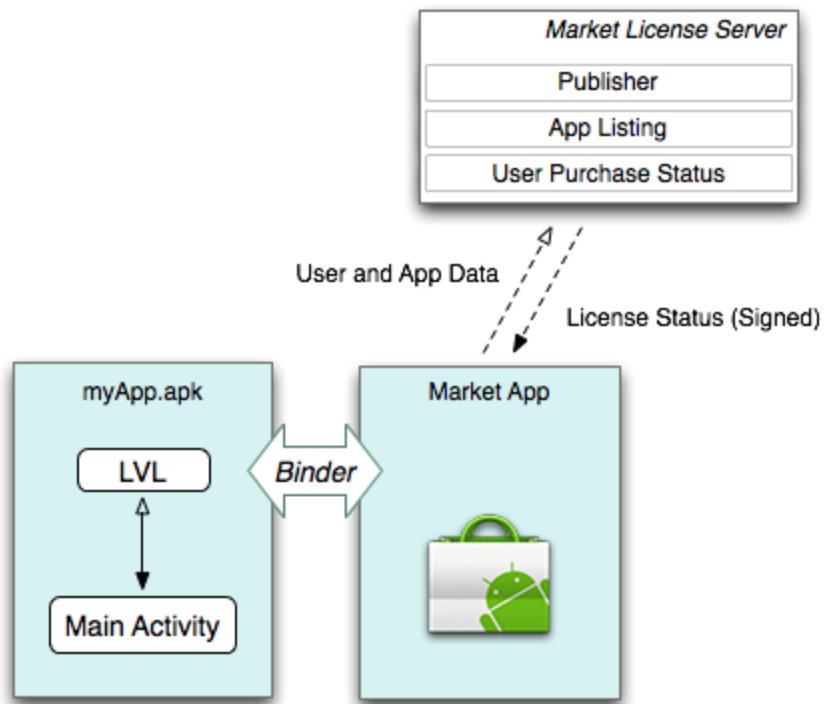 Market License Server
Publisher
App Listing
User Purchase Status
User and App Data
License Status (Signed)
myApp.apk
Market App
LVL
Binder
Main Activity